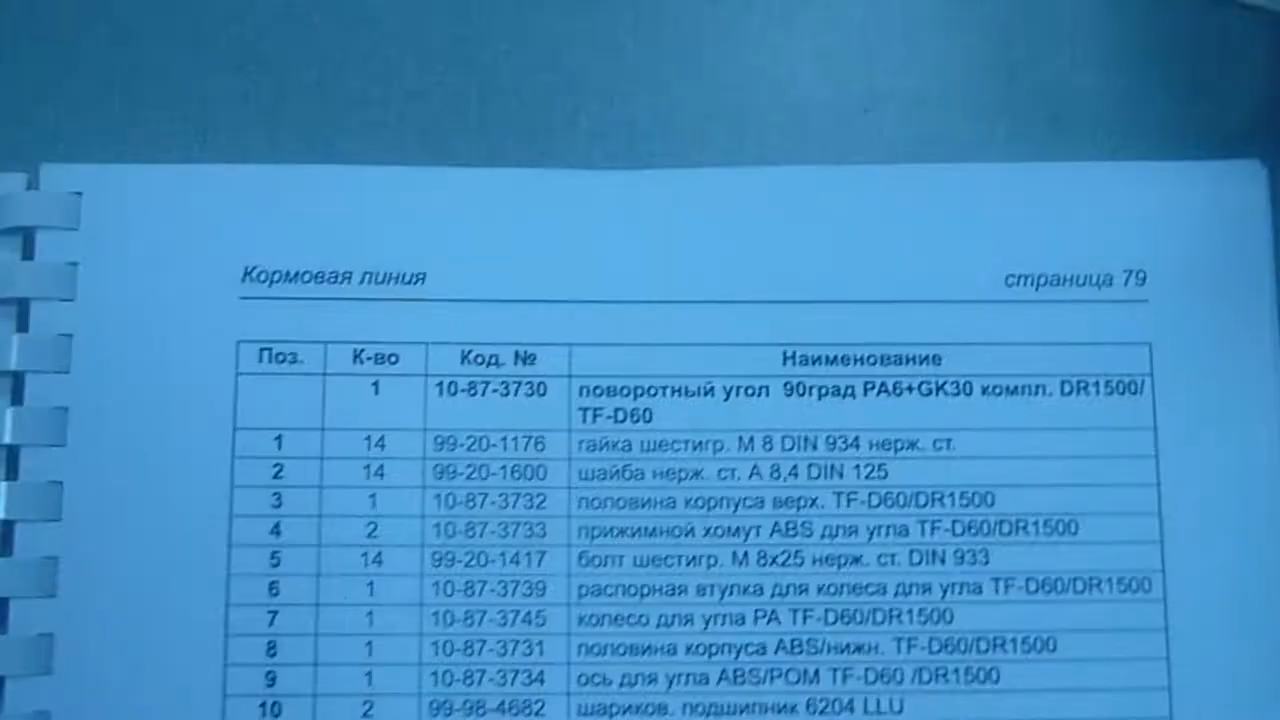 Кормовая линия страница 79
Поз. К-во Код. № Наименование
1 10-87-3730 поворотный угол 90град PA6+GK30 компл. DR1500/
TF-D60
1 14 99-20-1176 гайка шестигр. М 8 DIN 934 нерж. ст.
2 14 99-20-1600 шайба нерж. ст. А 8,4 DIN 125
3 1 10-87-3732 половина корпуса верх. TF-D60/DR1500
4 2 10-87-3733 прижимной хомут ABS для угла TF-D60/DR1500
5 14 99-20-1417 болт шестигр. М 8х25 нерж. ст. DIN 933
6 1 10-87-3739 распорная втулка для колеса для угла TF-D60/DR1500
7 1 10-87-3745 колесо для угла PA TF-D60/DR1500
8 1 10-87-3731 половина корпуса ABS/нижн. TF-D60/DR1500
9 1 10-87-3734 ось для угла ABS/POM TF-D60 /DR1500
10 2 99-98-4682 шариков. подшипник 6204 LLU